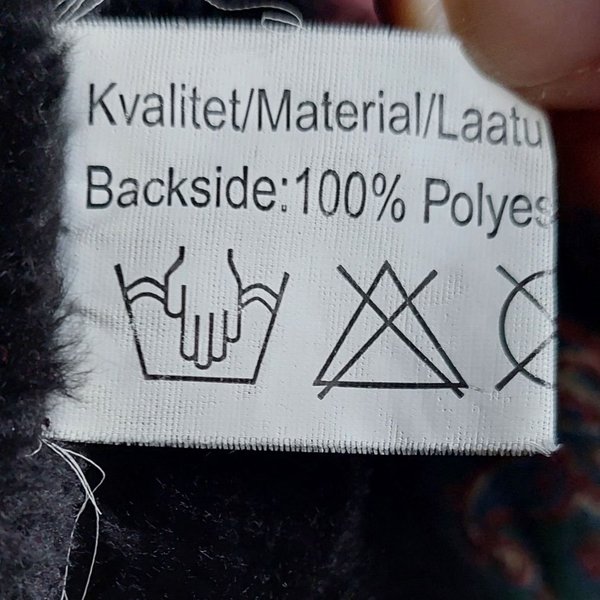 Kvalitet/Material/Laatu
Backside:100% Polyes